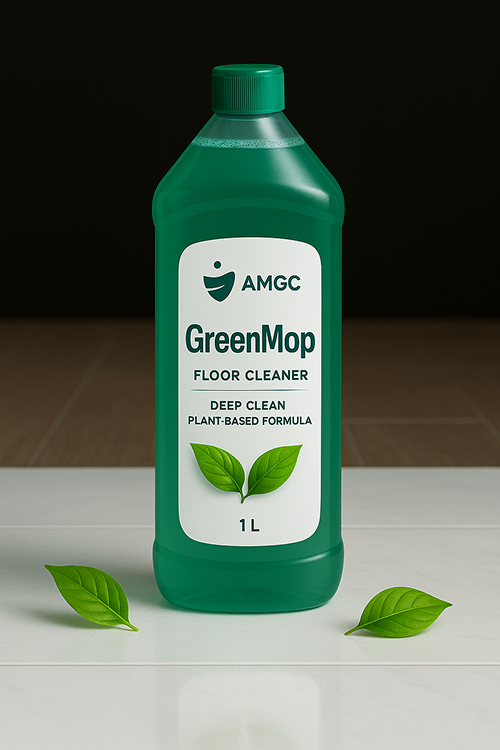 AMGC
GreenMop
FLOOR CLEANER
DEEP CLEAN
PLANT-BASED FORMULA
1 L